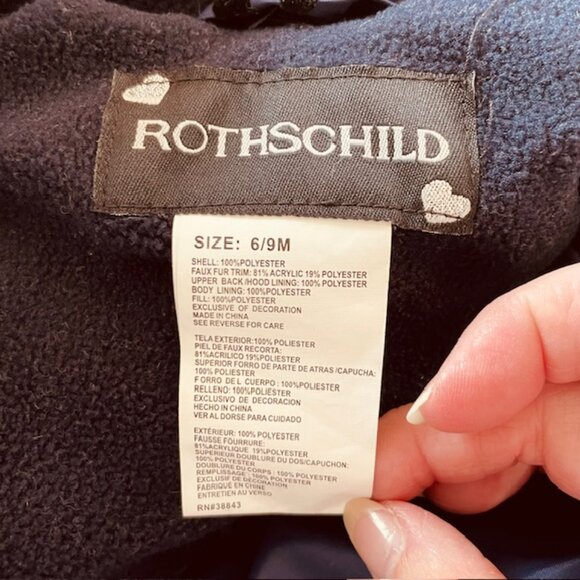 ROTHSCHILD
SIZE: 6/9M
SHELL: 100%POLYESTER
FAUX FUR TRIM: 81% ACRYLIC 19% POLYESTER
UPPER BACK/HOOD LINING: 100% POLYESTER
BODY LINING: 100% POLYESTER
FILL: 100%POLYESTER
EXCLUSIVE OF DECORATION
MADE IN CHINA
SEE REVERSE FOR CARE
TELA EXTERIOR:100% POLIESTER
PIEL DE FAUX RECORTA:
81%ACRILICO 19%POLIESTER
SUPERIOR FORRO DE PARTE DE ATRAS /CAPUCHA:
100% POLIESTER
FORRO DE L CUERPO : 100% POLIESTER
RELLENO: 100%POLIESTER
EXCLUSIVO DE DECORACION
HECHO IN CHINA
VER AL DORSE PARA CUIDADO
EXTÉRIEUR: 100% POLYESTER
FAUSSE FOURRURE:
81%ACRYLIQUE 19%POLYESTER
SUPERIEUR DOUBLURE DU DOS/CAPUCHON:
100% POLYESTER
DOUBLURE DU CORPS : 100% POLYESTER
REMPLISSAGE : 100% POLYESTER
EXCLUSIF DE DÉCORATION
FABRIQUE EN CHINE
ENTRETIEN AU VERSO
RN#38843